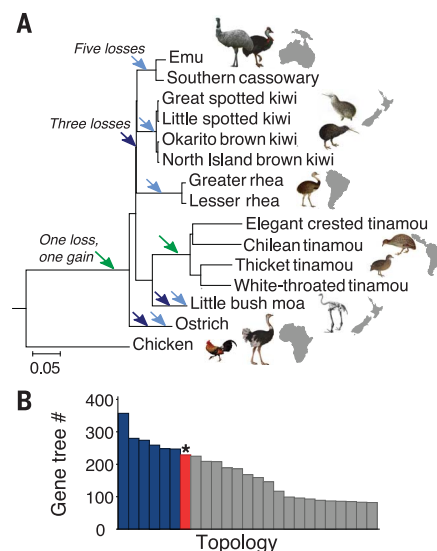 A
Five losses
Emu
Southern cassowary
Great spotted kiwi
Little spotted kiwi
Three losses
Okarito brown kiwi
North Island brown kiwi
Greater rhea
Lesser rhea
Elegant crested tinamou
One loss,
one gain
Chilean tinamou
Thicket tinamou
White-throated tinamou
Little bush moa
Ostrich
Chicken
0.05
B
400
300
200
100
0
*
Gene tree #
Topology